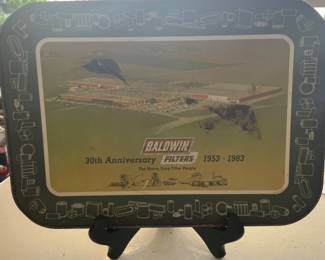 BALDWIN
30th Anniversary FILTERS 1953 - 1983
The Heavy Duty Filter People